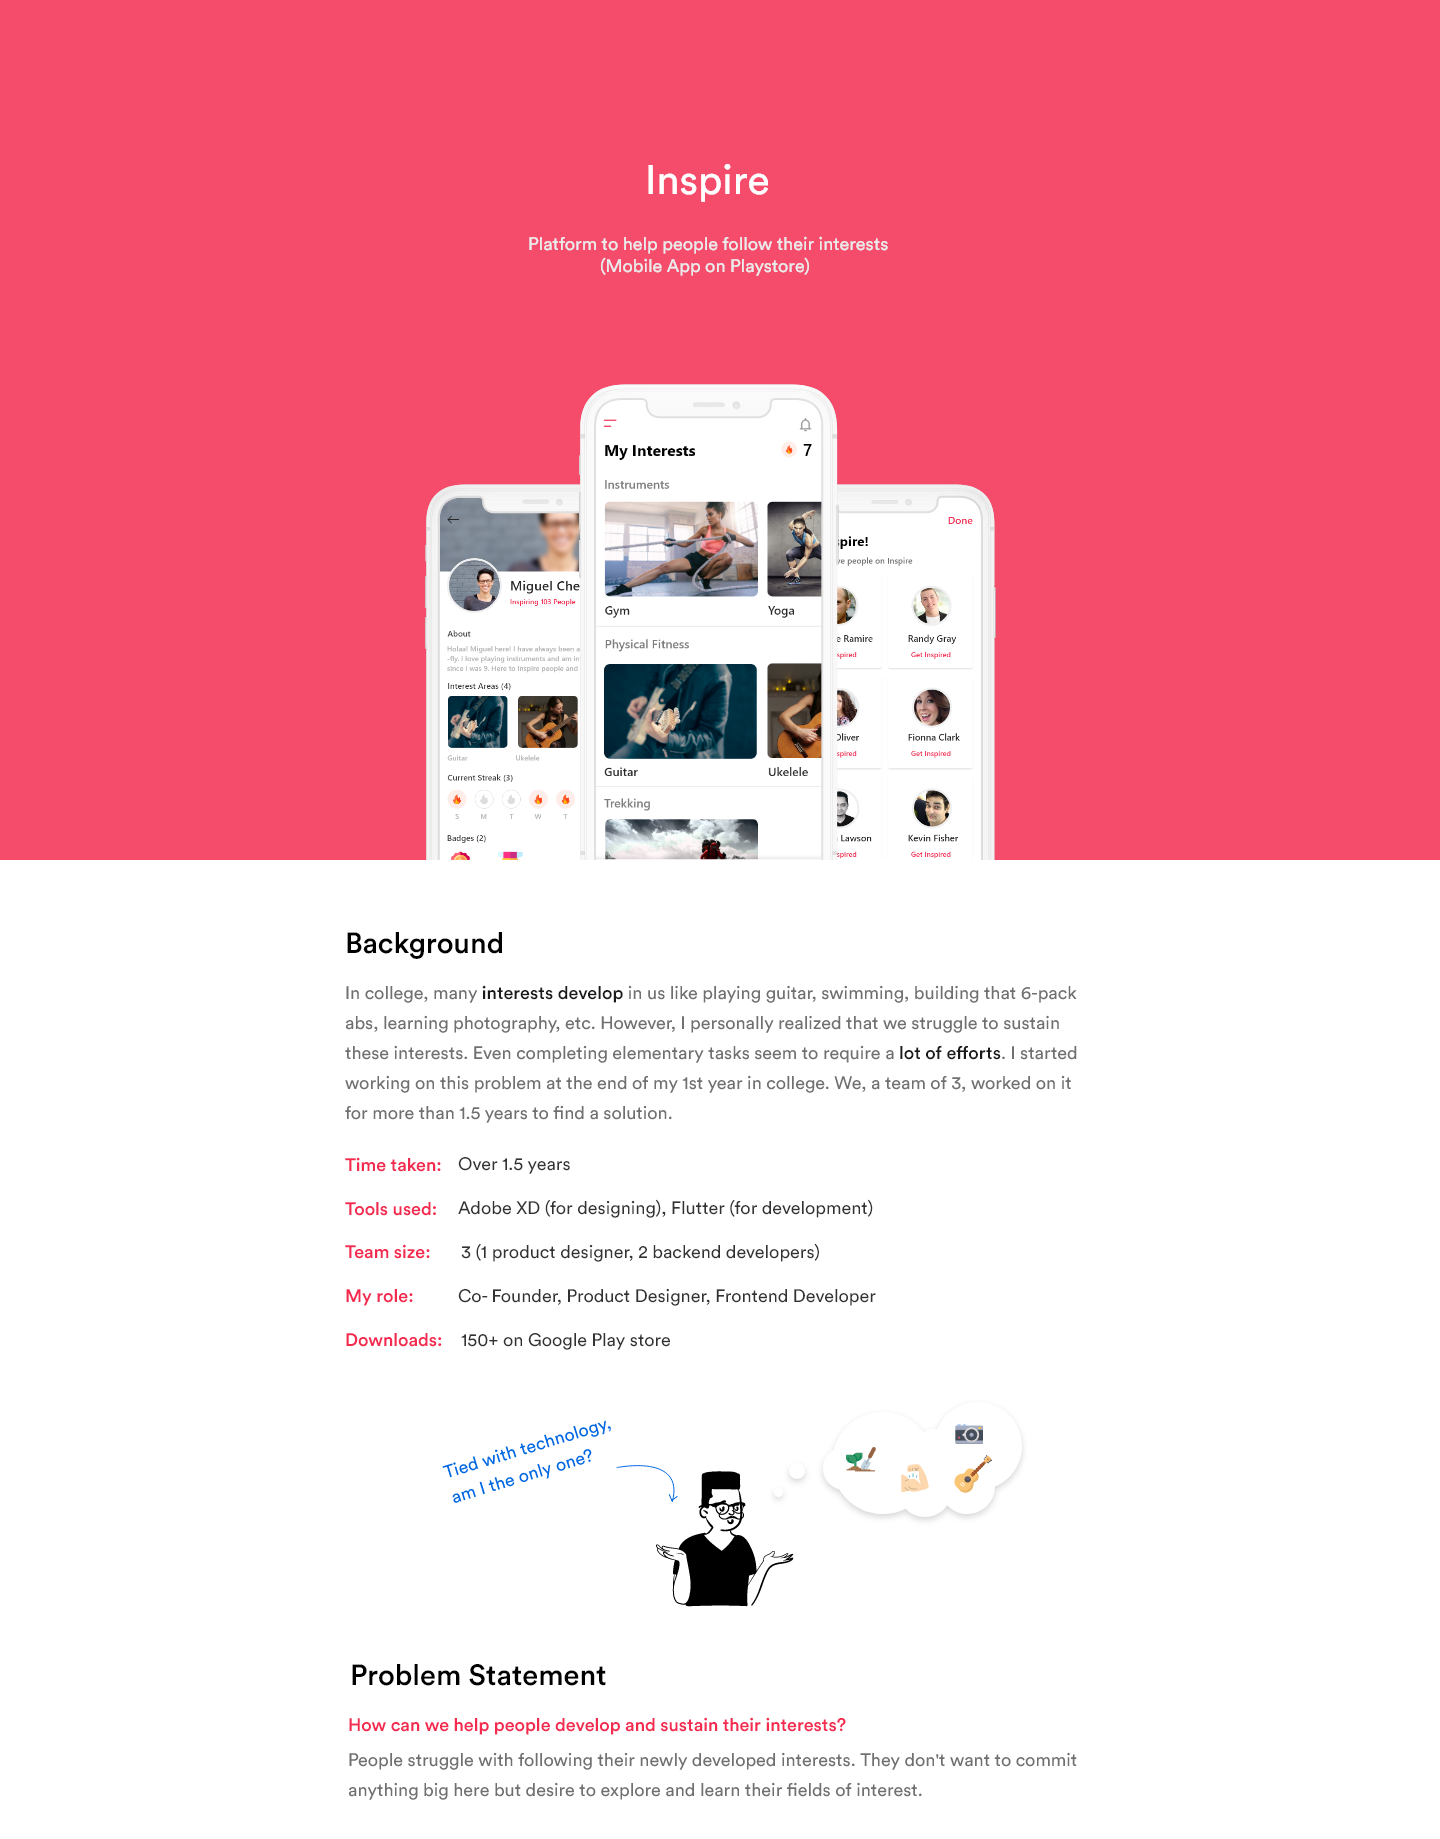 Inspire
Platform to help people follow their interests
(Mobile App on Playstore)
Miguel Che
Inspiring 103 People
About
Holaa! Miguel here! I have always been a
-fly. I love playing instruments and am in
since I was 9. Here to inspire people and
Interest Areas (4)
Guitar
Ukelele
Current Streak (3)
S M T W T
Badges (2)
My Interests
7
Instruments
Gym
Yoga
Physical Fitness
Guitar
Ukelele
Trekking
Done
spire!
ve people on Inspire
e Ramire
Randy Gray
spired
Get Inspired
Oliver
Fionna Clark
spired
Get Inspired
Lawson
Kevin Fisher
spired
Get Inspired
Background
In college, many interests develop in us like playing guitar, swimming, building that 6-pack
abs, learning photography, etc. However, I personally realized that we struggle to sustain
these interests. Even completing elementary tasks seem to require a lot of efforts. I started
working on this problem at the end of my 1st year in college. We, a team of 3, worked on it
for more than 1.5 years to find a solution.
Time taken: Over 1.5 years
Tools used: Adobe XD (for designing), Flutter (for development)
Team size: 3 (1 product designer, 2 backend developers)
My role: Co- Founder, Product Designer, Frontend Developer
Downloads: 150+ on Google Play store
Tied with technology,
am I the only one?
Problem Statement
How can we help people develop and sustain their interests?
People struggle with following their newly developed interests. They don't want to commit
anything big here but desire to explore and learn their fields of interest.